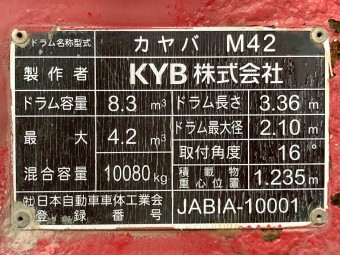 ドラム名称型式 カヤバ M42
製作者 KYB株式会社
ドラム容量 8.3 m³ ドラム長さ 3.36 m
最大 4.2 m³ ドラム最大径 2.10 m
取付角度 16°
混合容量 10080kg 積載物重心位置 1.235m
㈳日本自動車車体工業会
登録番号 JABIA-10001